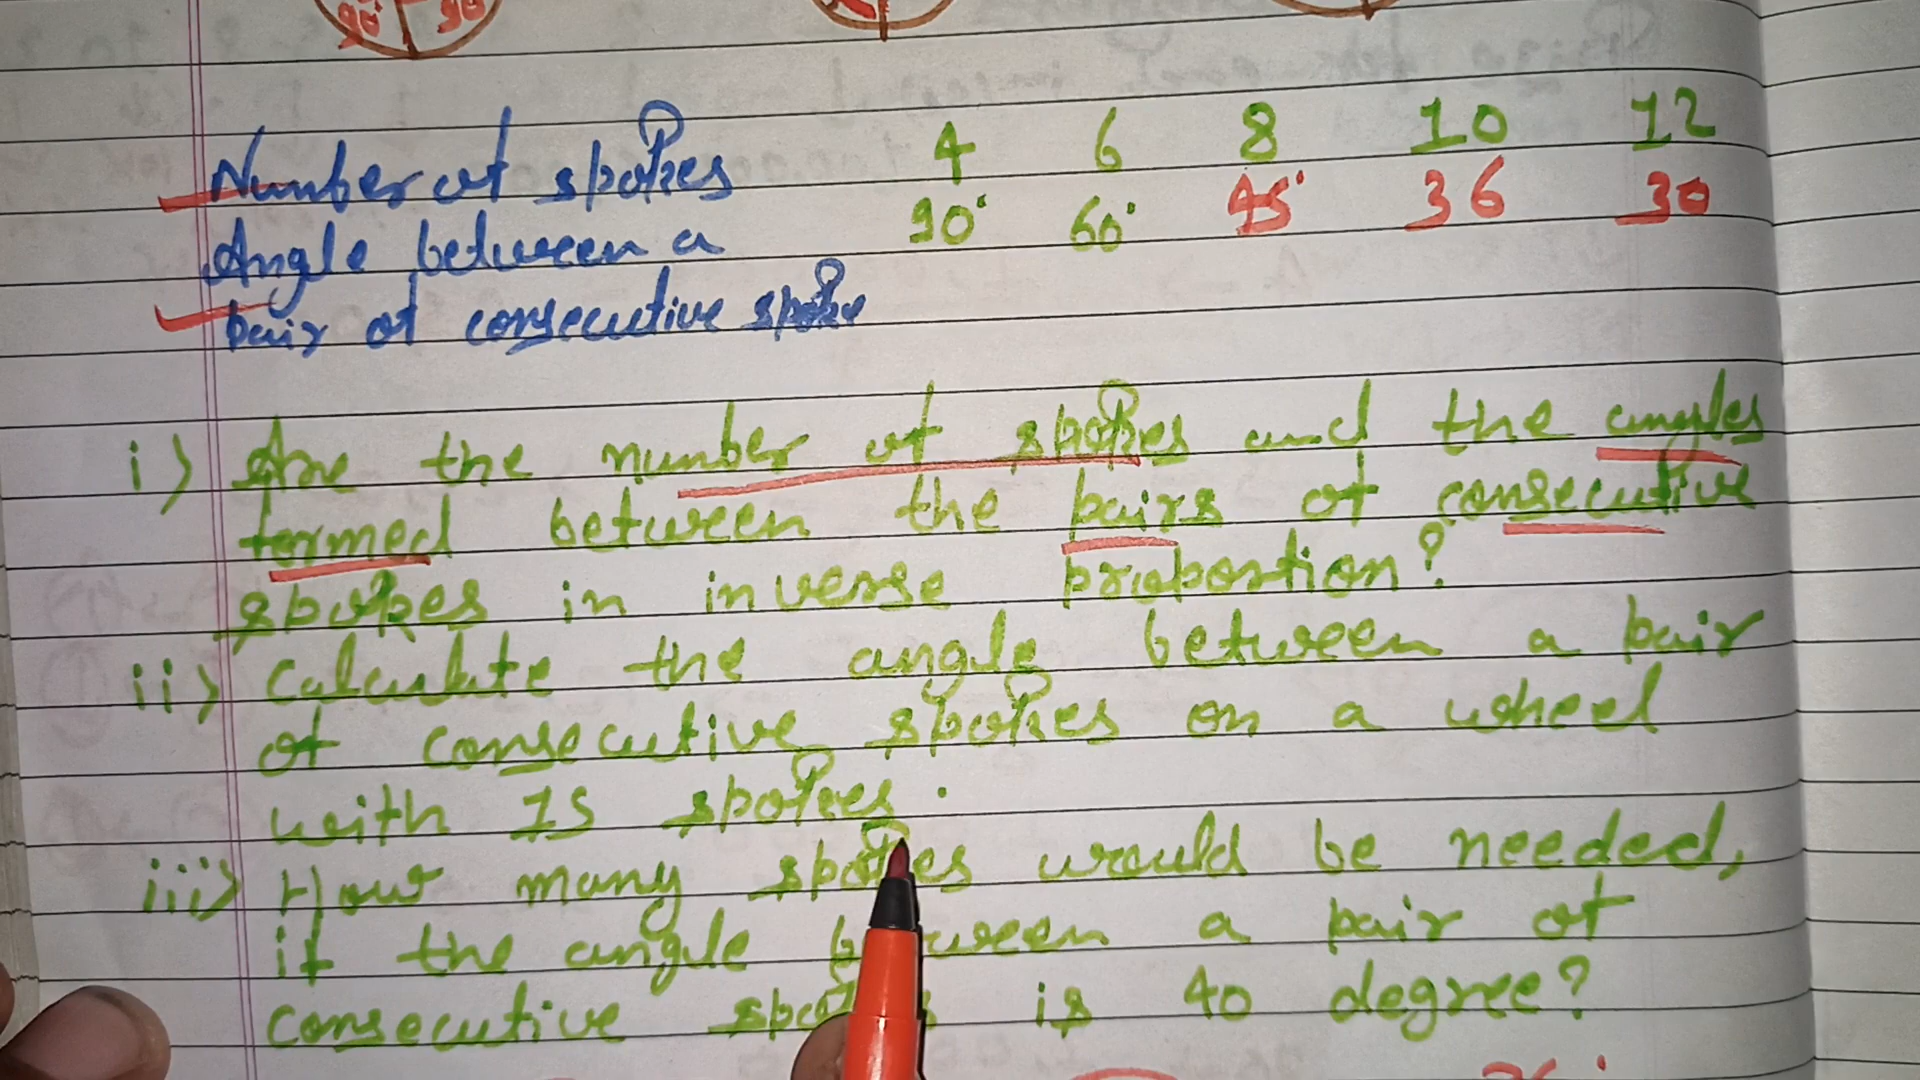 90° 90°
Number of spokes 4 6 8 10 12
Angle between a 90° 60° 45° 36 30
pair of consecutive spoke
i) Are the number of spokes and the angles
formed between the pairs of consecutive
spokes in inverse proportion?
ii) Calculate the angle between a pair
of consecutive spokes on a wheel
with 15 spokes.
iii) How many spokes would be needed,
if the angle between a pair of
consecutive spokes is 40 degree?